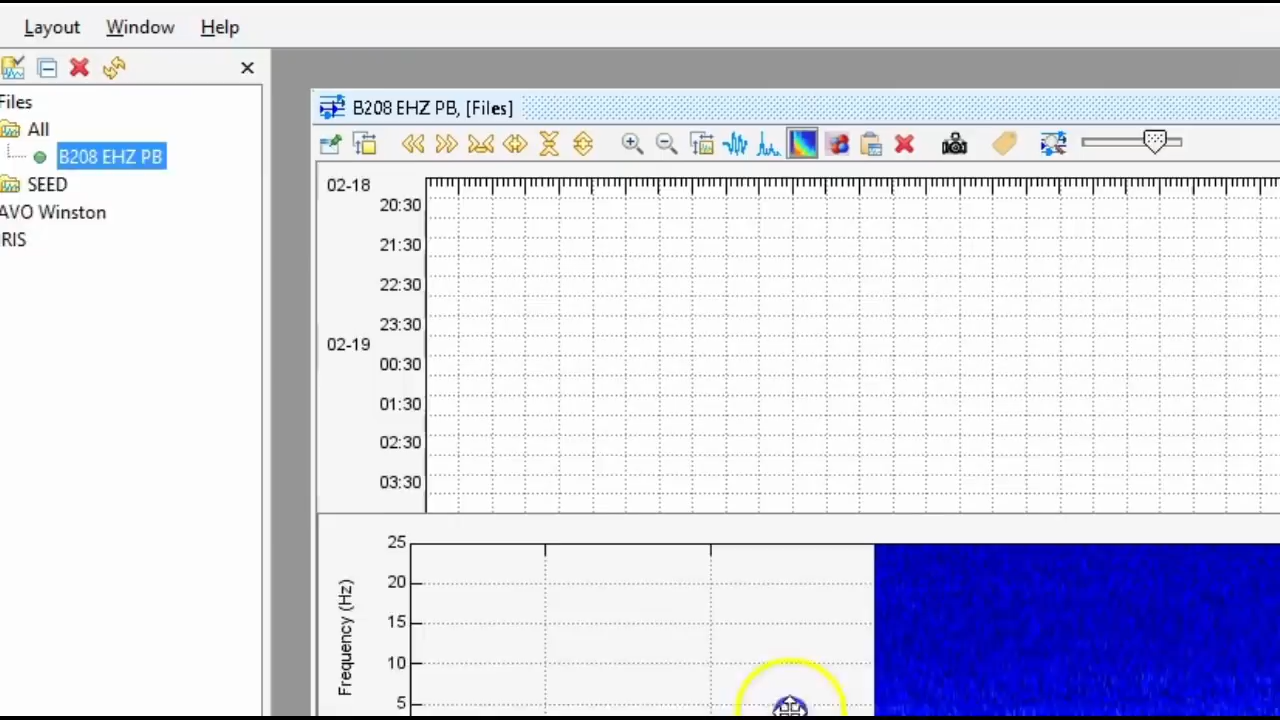 Layout Window Help
Files
All
B208 EHZ PB
SEED
AVO Winston
RIS
B208 EHZ PB, [Files]
02-18
20:30
21:30
22:30
23:30
02-19
00:30
01:30
02:30
03:30
25
20
15
10
5
Frequency (Hz)